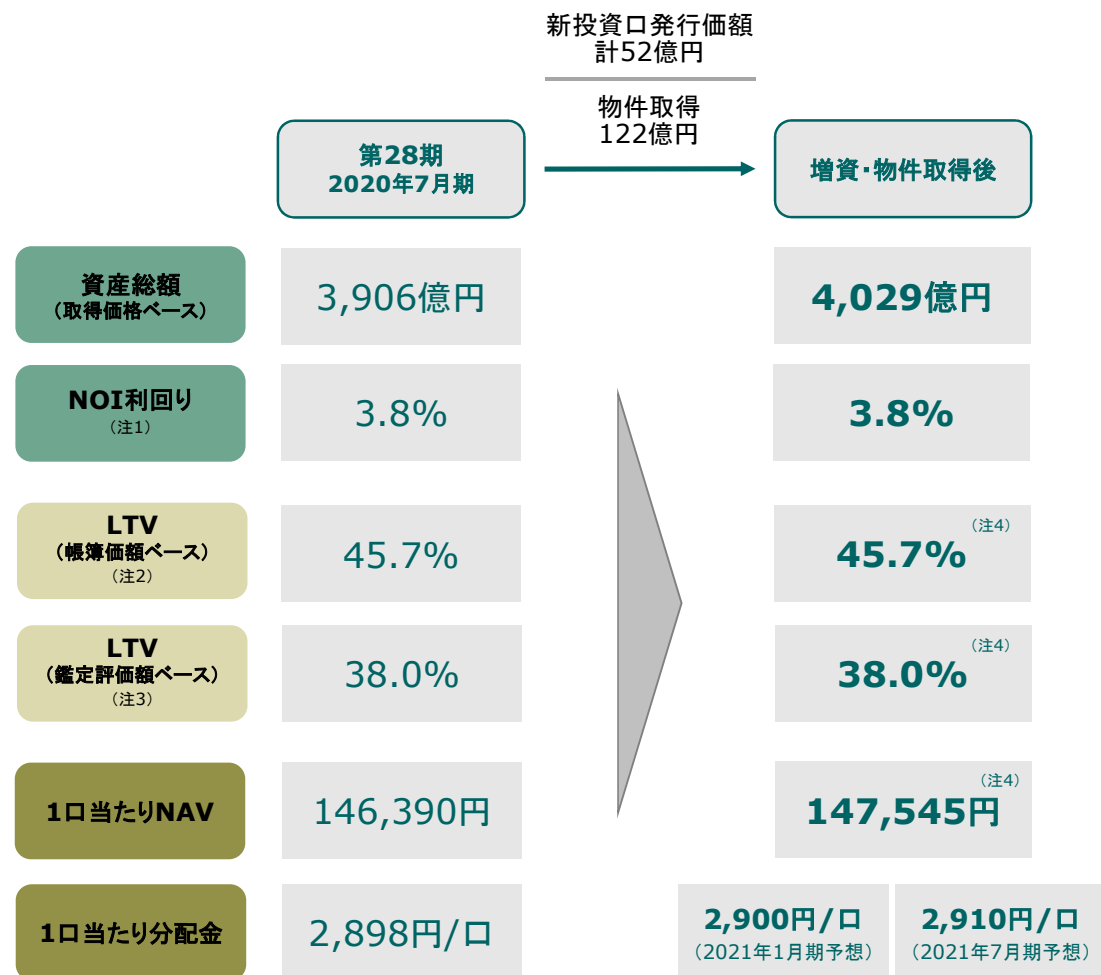 新投資口発行価額
計52億円
物件取得
122億円
第28期
2020年7月期
増資・物件取得後
資産総額
（取得価格ベース）
3,906億円
4,029億円
NOI利回り
（注1）
3.8%
3.8%
LTV
（帳簿価額ベース）
（注2）
45.7%
45.7%
（注4）
LTV
（鑑定評価額ベース）
（注3）
38.0%
38.0%
（注4）
1口当たりNAV
146,390円
147,545円
（注4）
1口当たり分配金
2,898円/口
2,900円/口
（2021年1月期予想）
2,910円/口
（2021年7月期予想）